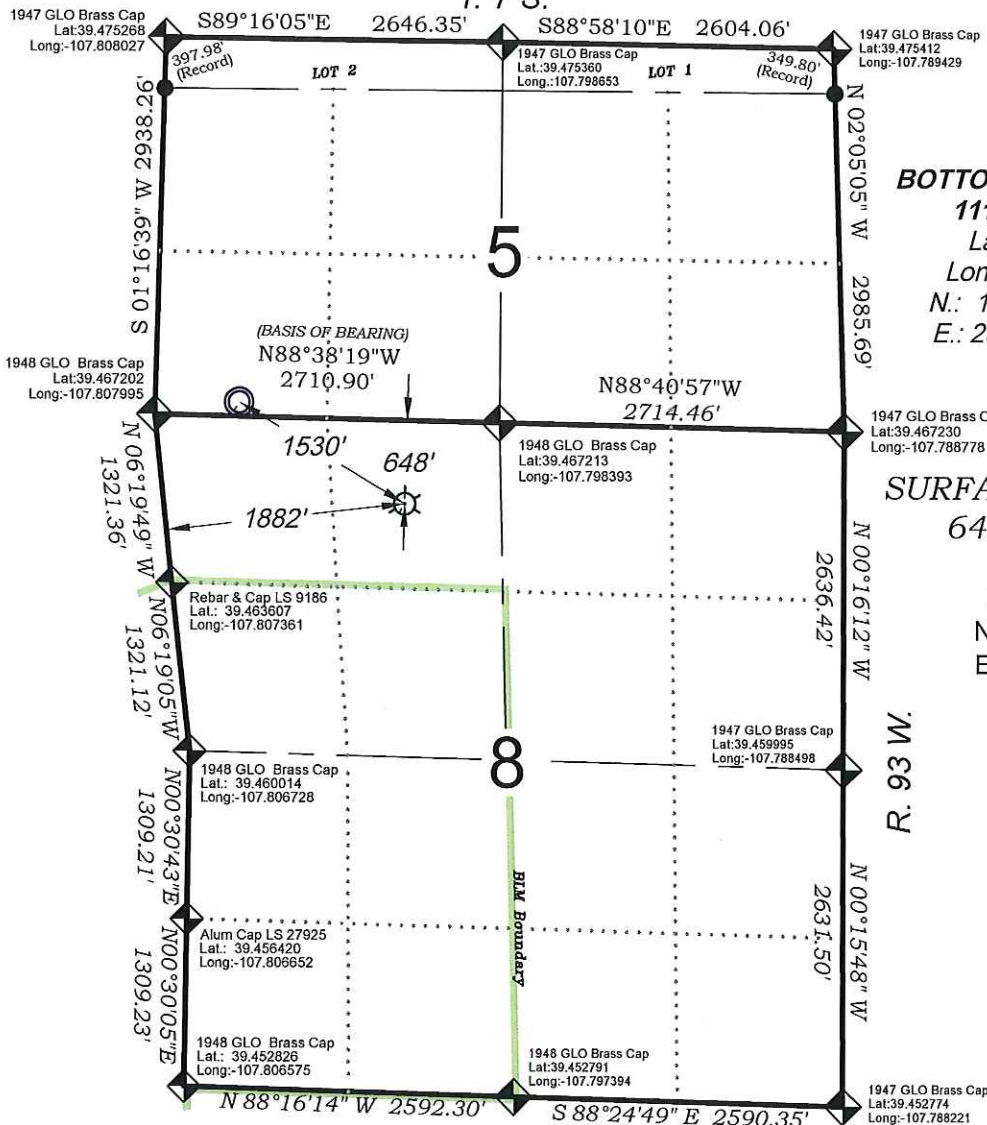 T. 7 S.
1947 GLO Brass Cap
Lat:39.475268
Long:-107.808027
S89°16'05"E 2646.35'
S88°58'10"E 2604.06'
1947 GLO Brass Cap
Lat:39.475412
Long:-107.789429
397.98'
(Record)
LOT 2
1947 GLO Brass Cap
Lat.:39.475360
Long.:107.798653
LOT 1
349.80'
(Record)
S 01°16'39" W 2938.26'
N 02°05'05" W 2985.69'
5
(BASIS OF BEARING)
N88°38'19"W
2710.90'
1948 GLO Brass Cap
Lat:39.467202
Long:-107.807995
N88°40'57"W
2714.46'
1948 GLO Brass Cap
Lat:39.467213
Long:-107.798393
1947 GLO Brass C
Lat:39.467230
Long:-107.788778
BOTTO
111
La
Lon
N.: 1
E.: 2
1530'
648'
1882'
N 06°19'49" W
1321.36'
SURFA
64
N
E
Rebar & Cap LS 9186
Lat.: 39.463607
Long:-107.807361
N 00°16'12" W
2636.42'
N06°19'05"W
1321.12'
8
1947 GLO Brass Cap
Lat:39.459995
Long:-107.788498
R. 93 W.
1948 GLO Brass Cap
Lat.: 39.460014
Long:-107.806728
N00°30'43"E
1309.21'
BLM Boundary
N 00°15'48" W
2631.50'
Alum Cap LS 27925
Lat.: 39.456420
Long:-107.806652
N00°30'05"E
1309.23'
1948 GLO Brass Cap
Lat.: 39.452826
Long:-107.806575
1948 GLO Brass Cap
Lat:39.452791
Long:-107.797394
N 88°16'14" W 2592.30'
S 88°24'49" E 2590.35'
1947 GLO Brass Cap
Lat:39.452774
Long:-107.788221